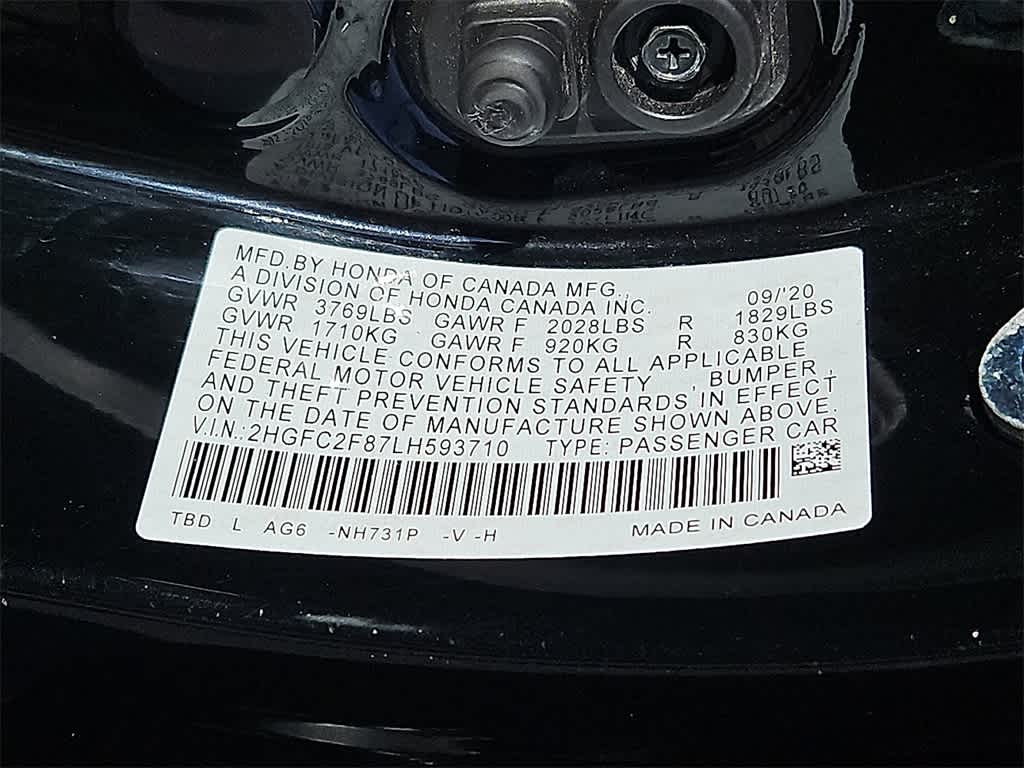 MFD.BY HONDA OF CANADA MFG.,
A DIVISION OF HONDA CANADA INC. 09/'20
GVWR 3769LBS GAWR F 2028LBS R 1829LBS
GVWR 1710KG GAWR F 920KG R 830KG
THIS VEHICLE CONFORMS TO ALL APPLICABLE
FEDERAL MOTOR VEHICLE SAFETY , BUMPER ,
AND THEFT PREVENTION STANDARDS IN EFFECT
ON THE DATE OF MANUFACTURE SHOWN ABOVE.
V.I.N.:2HGFC2F87LH593710 TYPE: PASSENGER CAR
TBD L AG6 -NH731P -V -H MADE IN CANADA